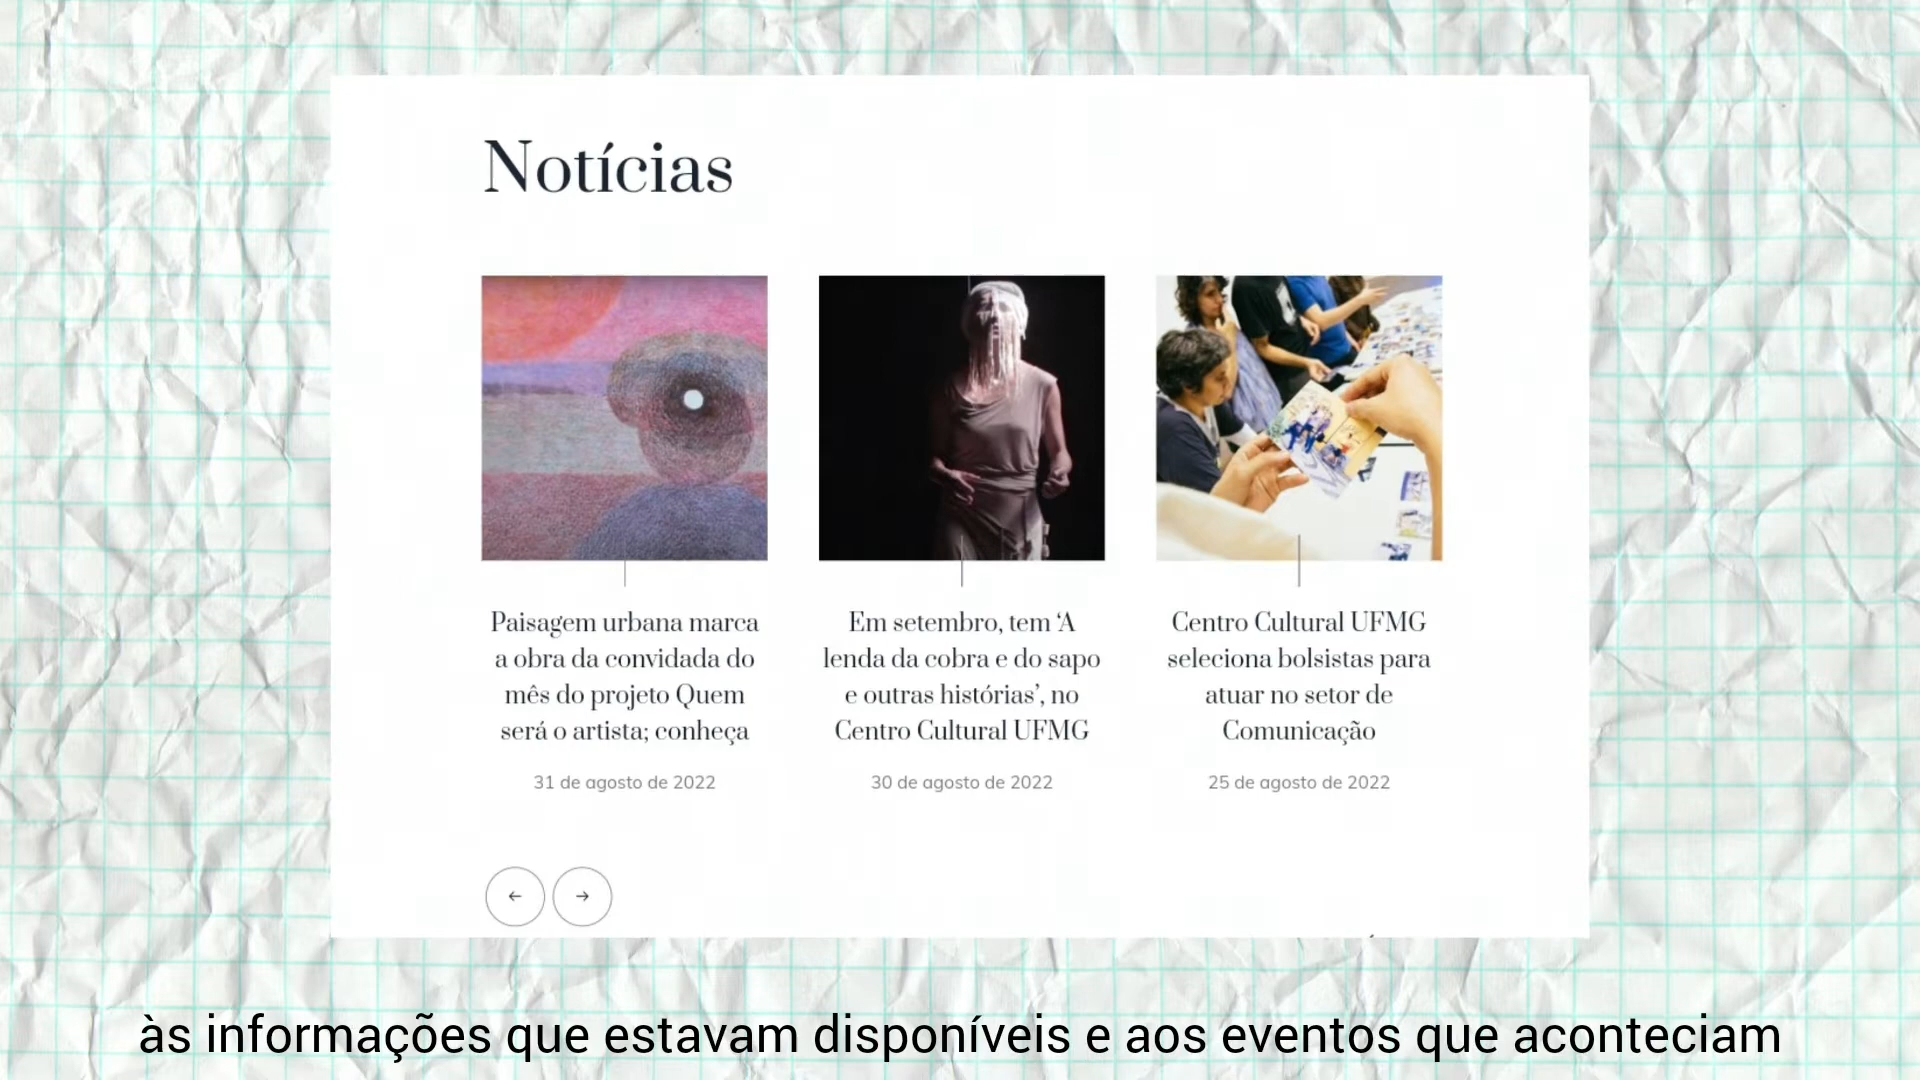 Notícias
Paisagem urbana marca
a obra da convidada do
mês do projeto Quem
será o artista; conheça
31 de agosto de 2022
Em setembro, tem ‘A
lenda da cobra e do sapo
e outras histórias’, no
Centro Cultural UFMG
30 de agosto de 2022
Centro Cultural UFMG
seleciona bolsistas para
atuar no setor de
Comunicação
25 de agosto de 2022
às informações que estavam disponíveis e aos eventos que aconteciam